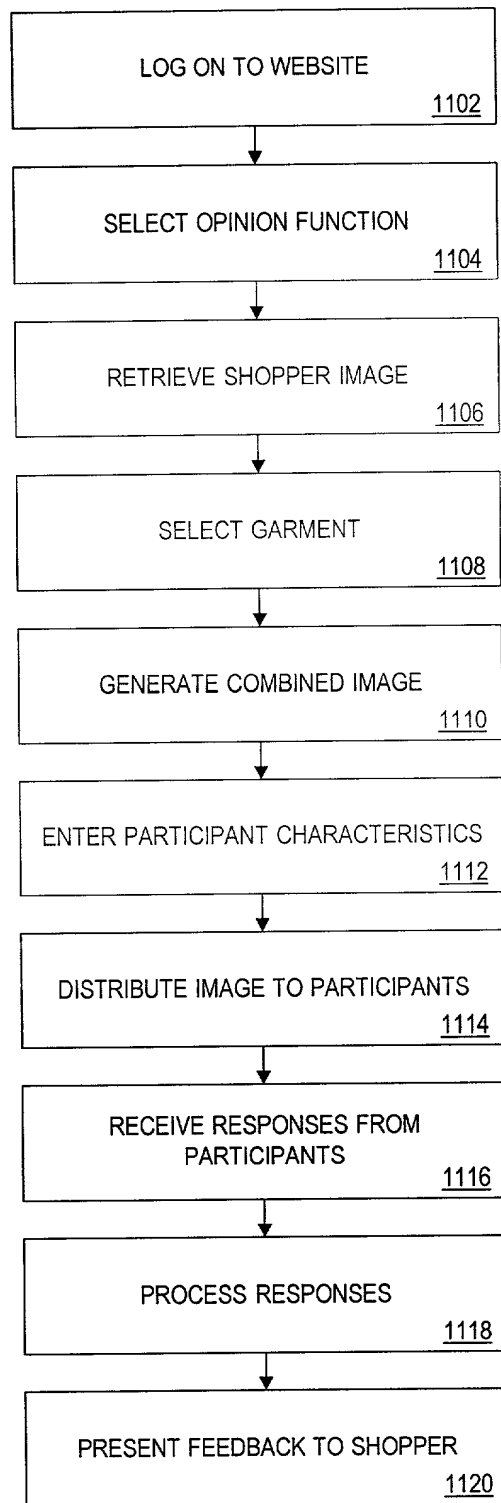 LOG ON TO WEBSITE
1102
SELECT OPINION FUNCTION
1104
RETRIEVE SHOPPER IMAGE
1106
SELECT GARMENT
1108
GENERATE COMBINED IMAGE
1110
ENTER PARTICIPANT CHARACTERISTICS
1112
DISTRIBUTE IMAGE TO PARTICIPANTS
1114
RECEIVE RESPONSES FROM
PARTICIPANTS
1116
PROCESS RESPONSES
1118
PRESENT FEEDBACK TO SHOPPER
1120